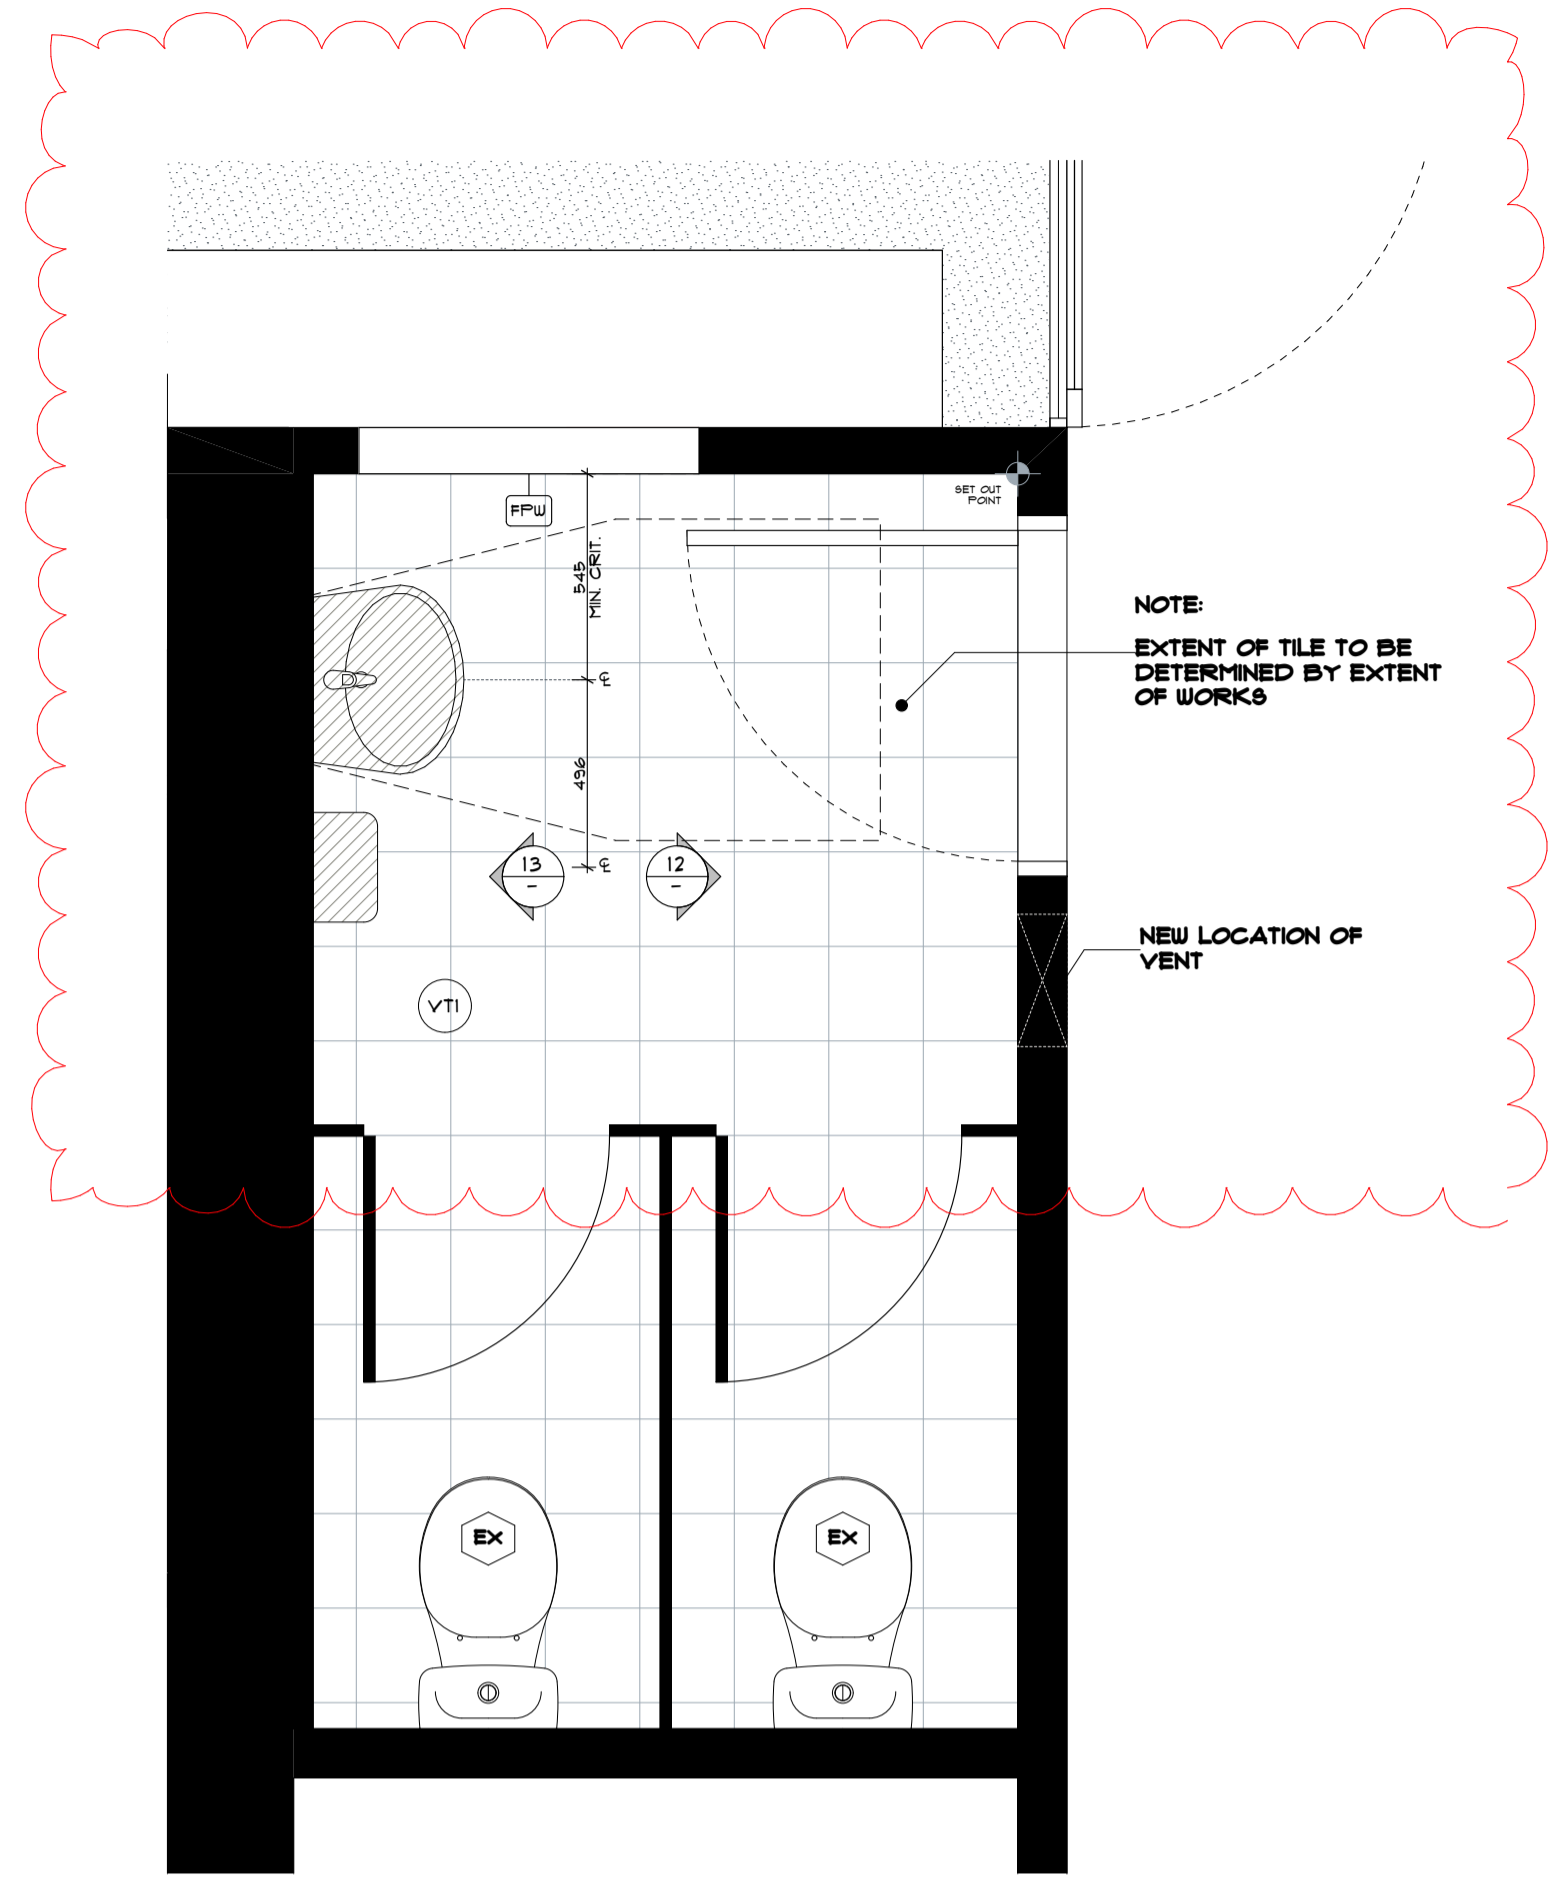 SET OUT
POINT
FPW
545
MIN. CRIT.
℄
NOTE:
EXTENT OF TILE TO BE
DETERMINED BY EXTENT
OF WORKS
496
℄
13
-
12
-
NEW LOCATION OF
VENT
VT1
EX
EX